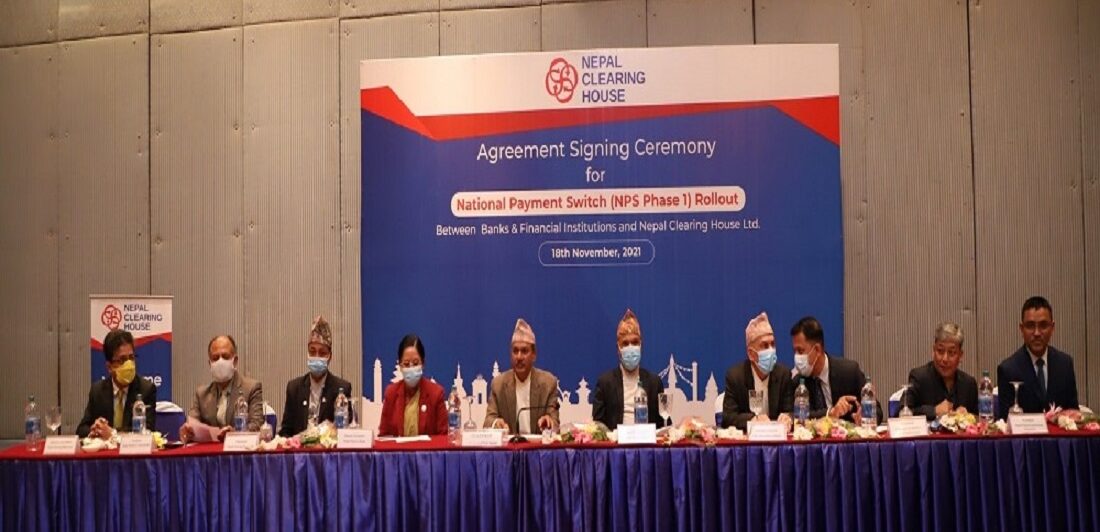 NEPAL
CLEARING
HOUSE
Agreement Signing Ceremony
for
National Payment Switch (NPS Phase 1) Rollout
Between Banks & Financial Institutions and Nepal Clearing House Ltd.
18th November, 2021
NEPAL
CLEARING
HOUSE